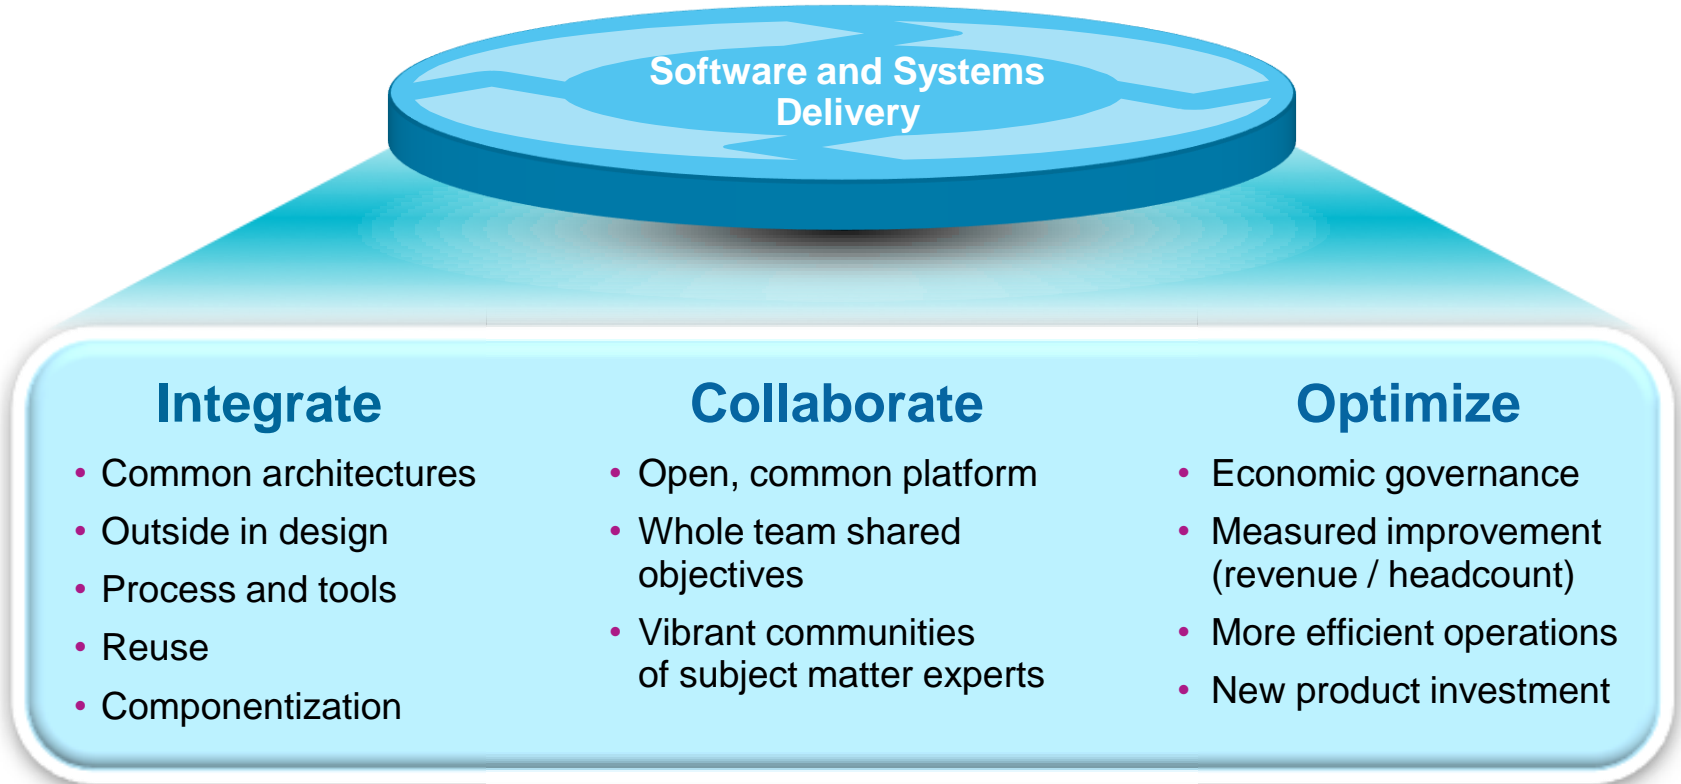 Software and Systems
Delivery
Integrate
• Common architectures
• Outside in design
• Process and tools
• Reuse
• Componentization
Collaborate
• Open, common platform
• Whole team shared
objectives
• Vibrant communities
of subject matter experts
Optimize
• Economic governance
• Measured improvement
(revenue / headcount)
• More efficient operations
• New product investment